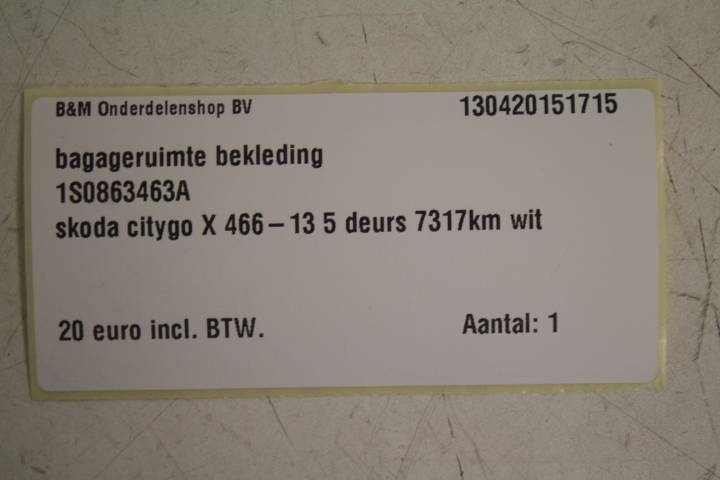 B&M Onderdelenshop BV 130420151715
bagageruimte bekleding
1S0863463A
skoda citygo X 466-13 5 deurs 7317km wit
20 euro incl. BTW. Aantal: 1